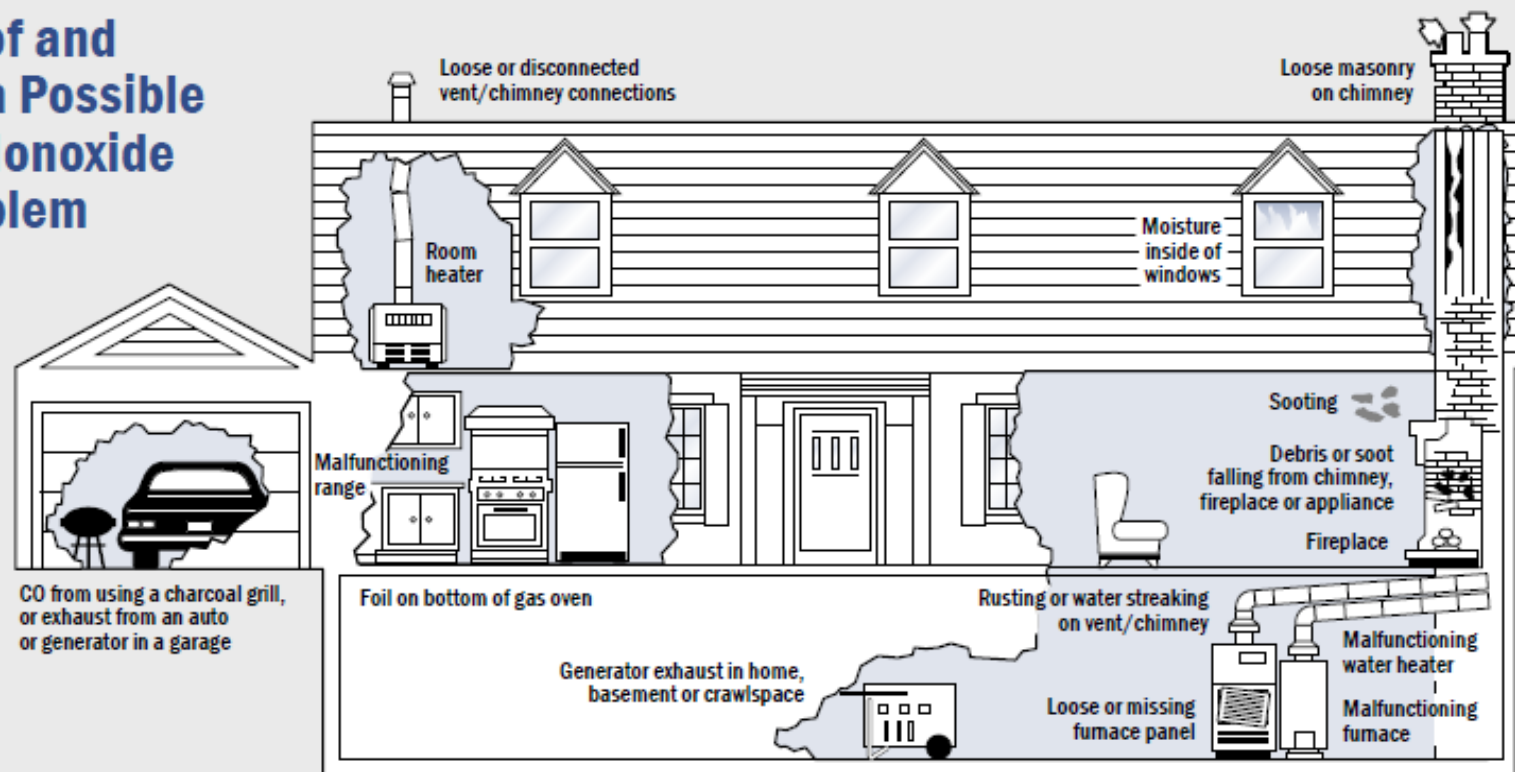 of and
Possible
onoxide
blem
Loose or disconnected
vent/chimney connections
Loose masonry
on chimney
Room
heater
Moisture
inside of
windows
Malfunctioning
range
Sooting
Debris or soot
falling from chimney,
fireplace or appliance
Fireplace
CO from using a charcoal grill,
or exhaust from an auto
or generator in a garage
Foil on bottom of gas oven
Rusting or water streaking
on vent/chimney
Malfunctioning
water heater
Generator exhaust in home,
basement or crawlspace
Loose or missing
furnace panel
Malfunctioning
furnace